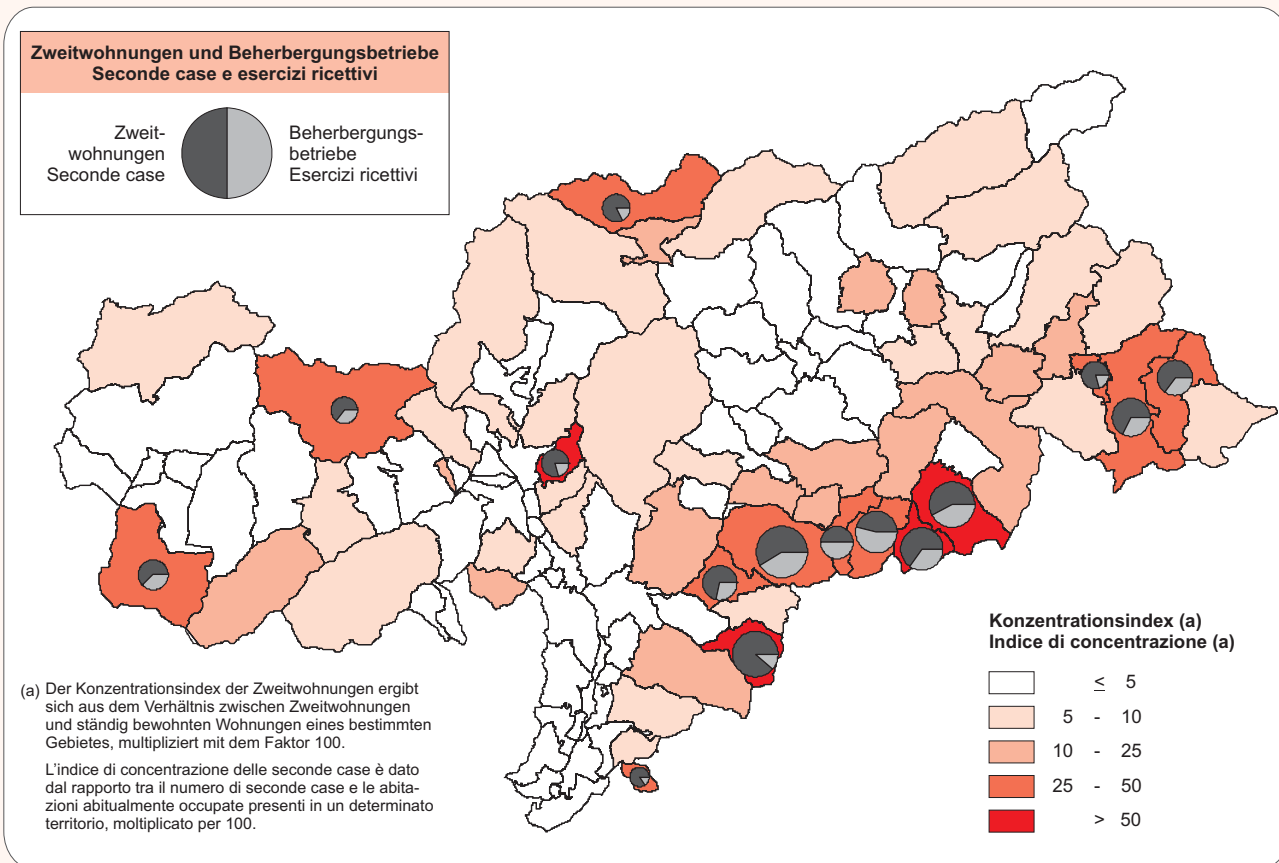 Zweitwohnungen und Beherbergungsbetriebe
Seconde case e esercizi ricettivi
Zweit-
wohnungen
Seconde case
Beherbergungs-
betriebe
Esercizi ricettivi
Konzentrationsindex (a)
Indice di concentrazione (a)
≤ 5
5 - 10
10 - 25
25 - 50
> 50
(a) Der Konzentrationsindex der Zweitwohnungen ergibt
sich aus dem Verhältnis zwischen Zweitwohnungen
und ständig bewohnten Wohnungen eines bestimmten
Gebietes, multipliziert mit dem Faktor 100.
L'indice di concentrazione delle seconde case è dato
dal rapporto tra il numero di seconde case e le abita-
zioni abitualmente occupate presenti in un determinato
territorio, moltiplicato per 100.